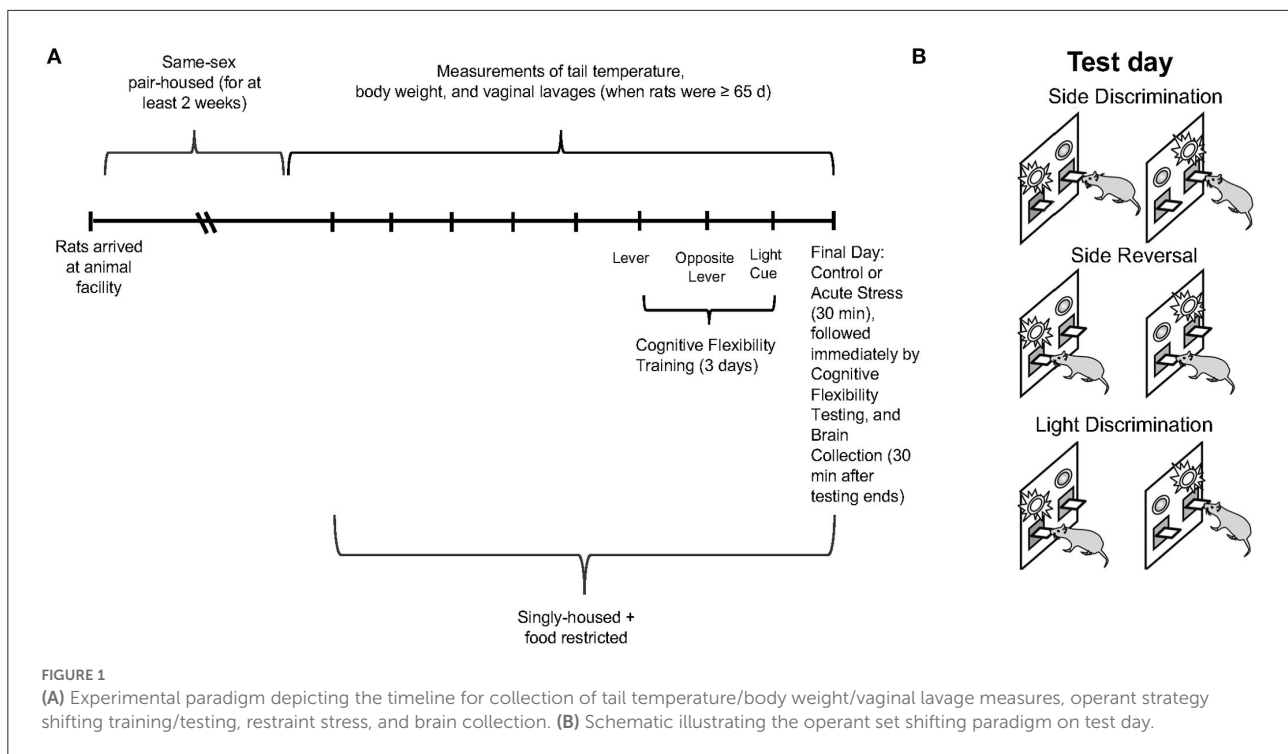 A
Same-sex
pair-housed (for at
least 2 weeks)
Measurements of tail temperature,
body weight, and vaginal lavages (when rats were ≥ 65 d)
Rats arrived
at animal
facility
Lever
Opposite
Lever
Light
Cue
Cognitive Flexibility
Training (3 days)
Final Day:
Control or
Acute Stress
(30 min),
followed
immediately by
Cognitive
Flexibility
Testing, and
Brain
Collection (30
min after
testing ends)
Singly-housed +
food restricted
B
Test day
Side Discrimination
Side Reversal
Light Discrimination
FIGURE 1
(A) Experimental paradigm depicting the timeline for collection of tail temperature/body weight/vaginal lavage measures, operant strategy
shifting training/testing, restraint stress, and brain collection. (B) Schematic illustrating the operant set shifting paradigm on test day.